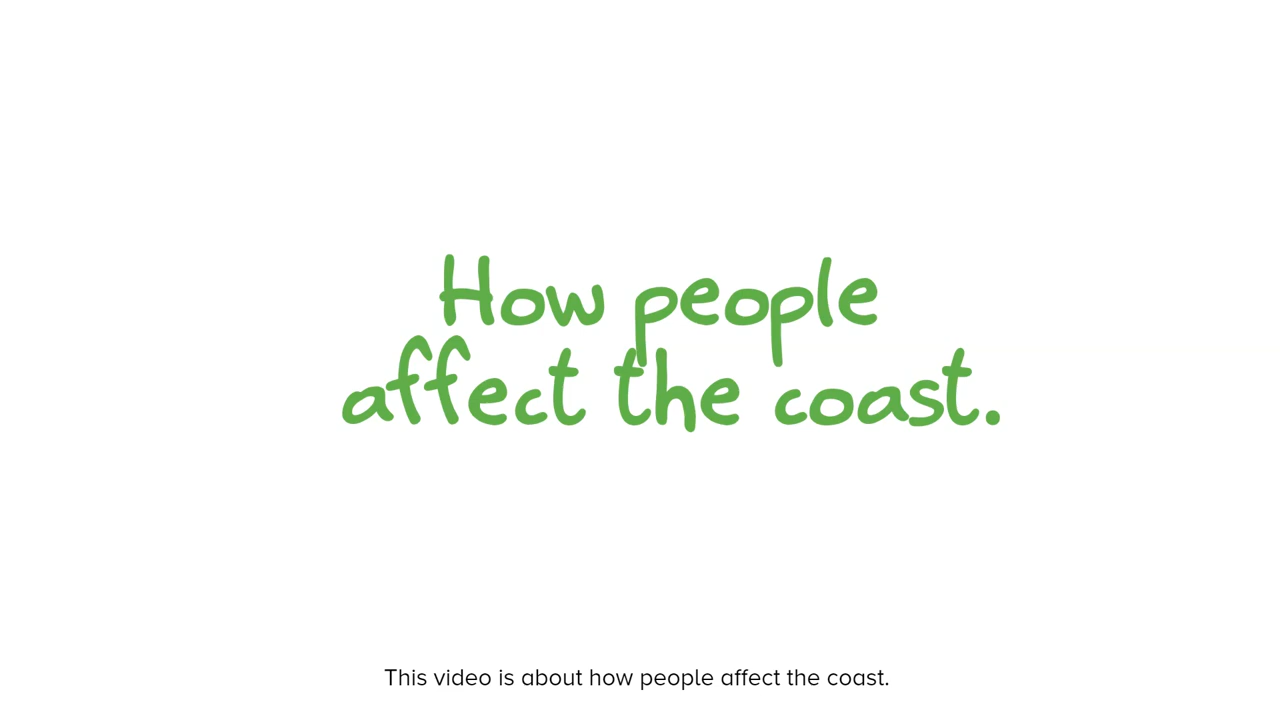 How people
affect the coast.
This video is about how people affect the coast.